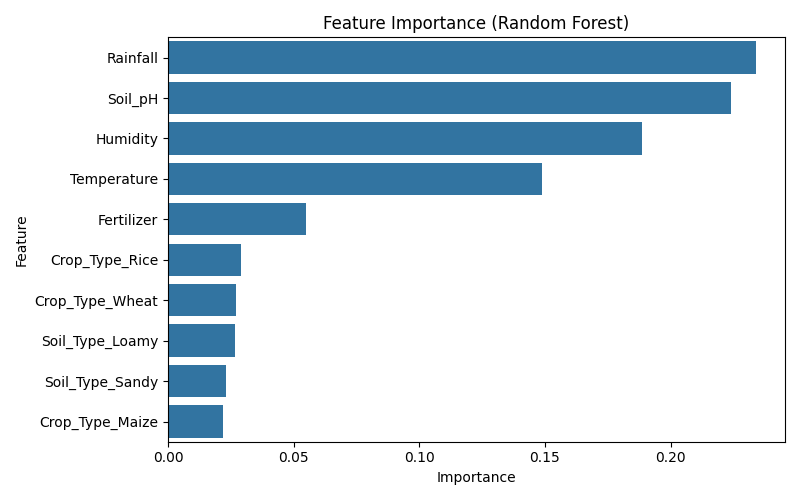 Feature Importance (Random Forest)
Rainfall
Soil_pH
Humidity
Temperature
Fertilizer
Crop_Type_Rice
Crop_Type_Wheat
Soil_Type_Loamy
Soil_Type_Sandy
Crop_Type_Maize
Feature
0.00 0.05 0.10 0.15 0.20
Importance